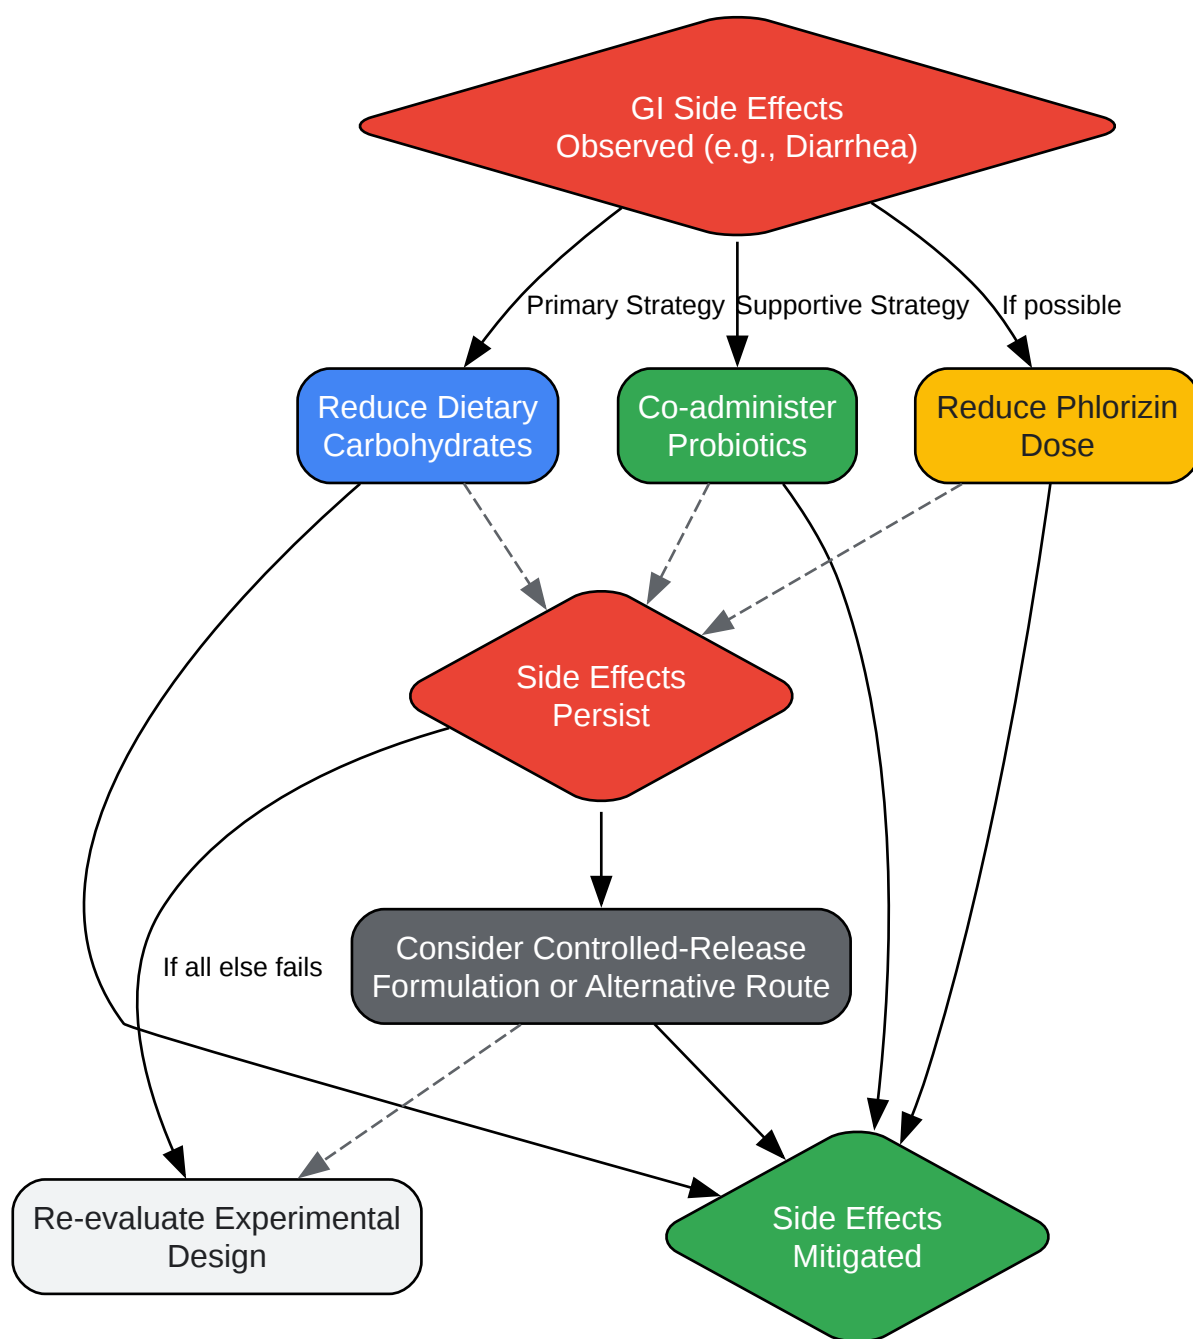 GI Side Effects
Observed (e.g., Diarrhea)
Primary Strategy
Supportive Strategy
If possible
Reduce Dietary
Carbohydrates
Co-administer
Probiotics
Reduce Phlorizin
Dose
Side Effects
Persist
If all else fails
Consider Controlled-Release
Formulation or Alternative Route
Re-evaluate Experimental
Design
Side Effects
Mitigated